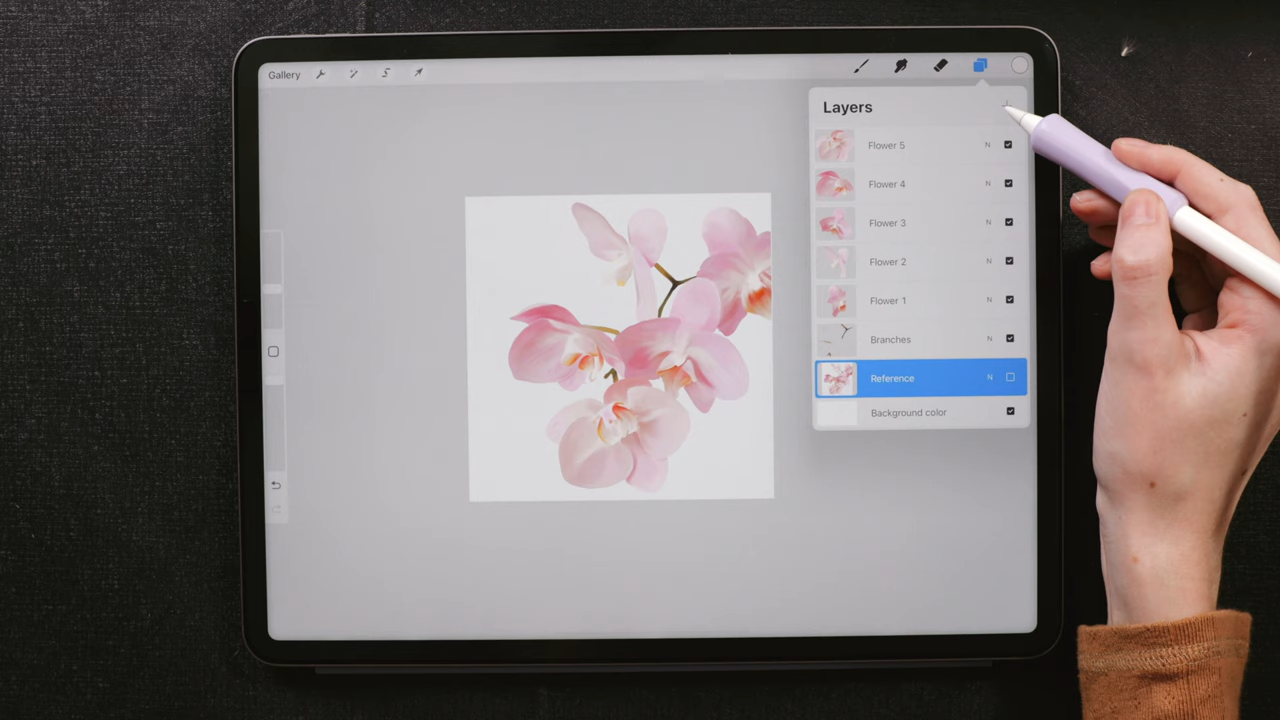 Gallery
Layers
Flower 5 N
Flower 4 N
Flower 3 N
Flower 2 N
Flower 1 N
Branches N
Reference N
Background color